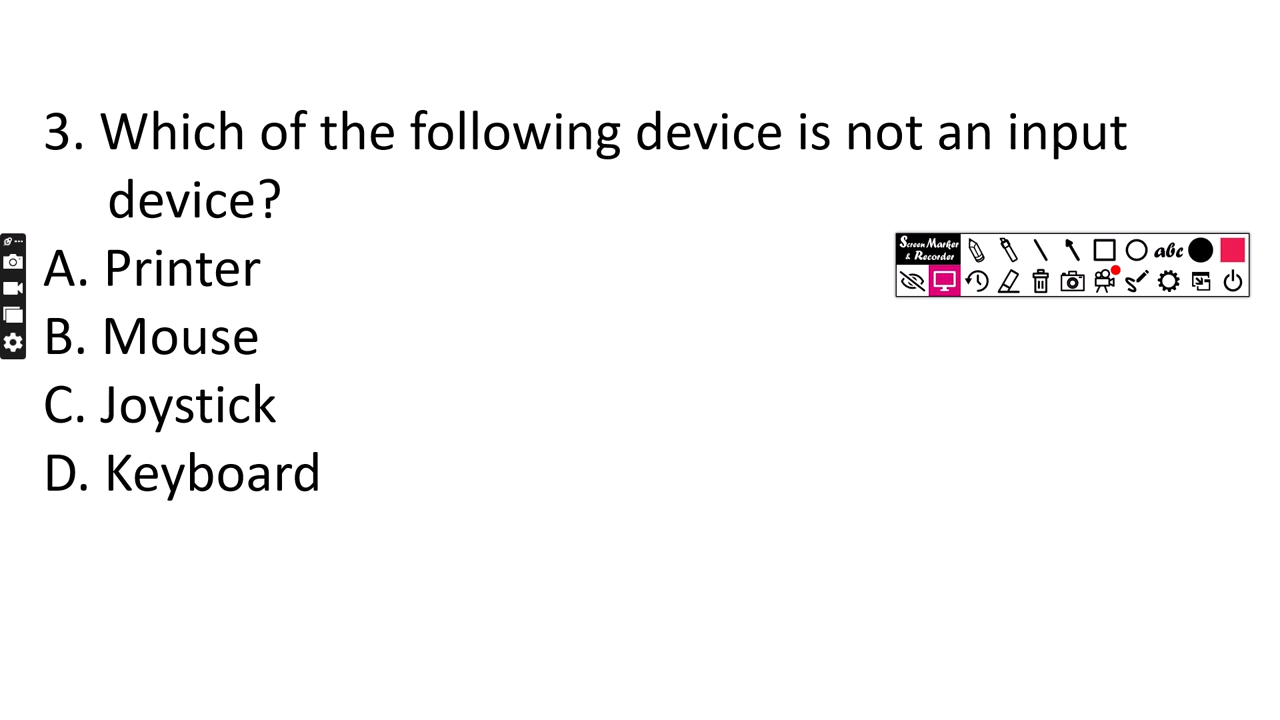 3. Which of the following device is not an input
device?
Screen Marker
& Recorder
abc
A. Printer
B. Mouse
C. Joystick
D. Keyboard